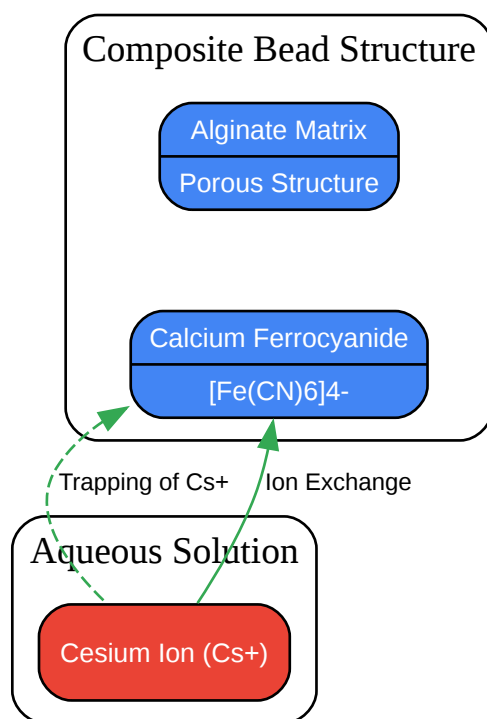 Composite Bead Structure
Alginate Matrix
Porous Structure
Calcium Ferrocyanide
[Fe(CN)6]4-
Trapping of Cs+
Ion Exchange
Aqueous Solution
Cesium Ion (Cs+)